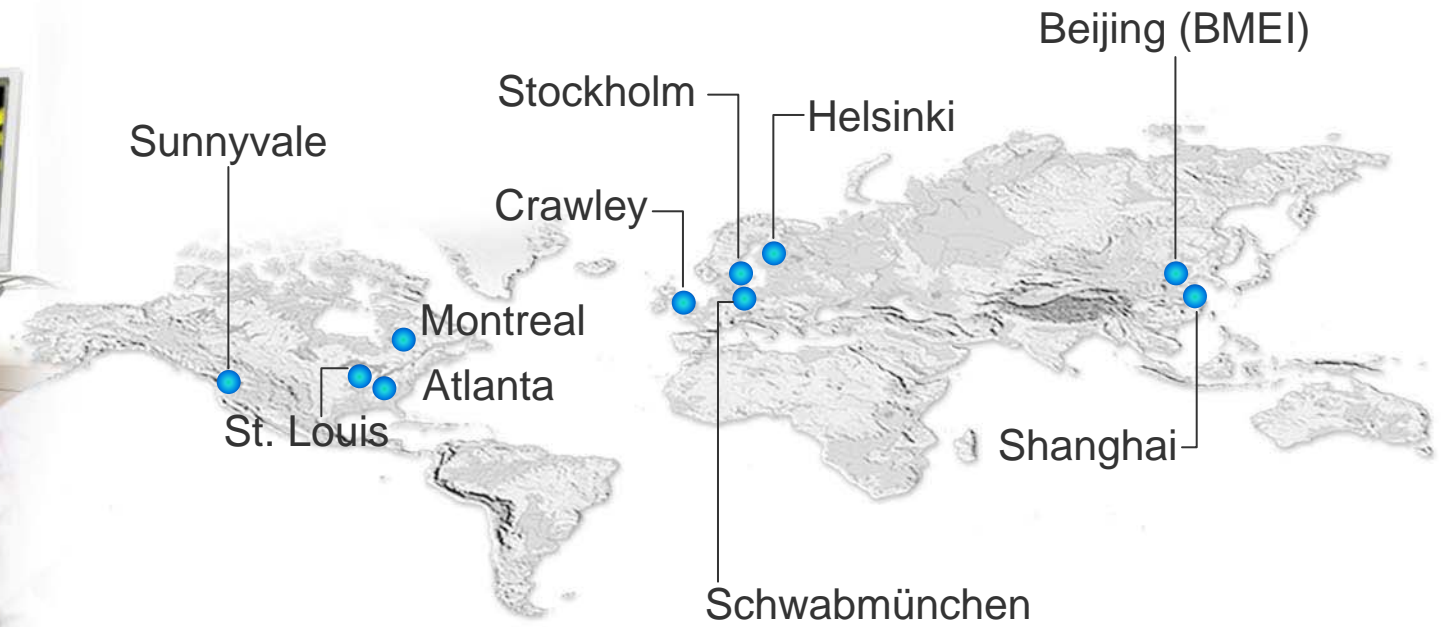 Beijing (BMEI)
Stockholm
Helsinki
Sunnyvale
Crawley
Montreal
Atlanta
St. Louis
Shanghai
Schwabmünchen